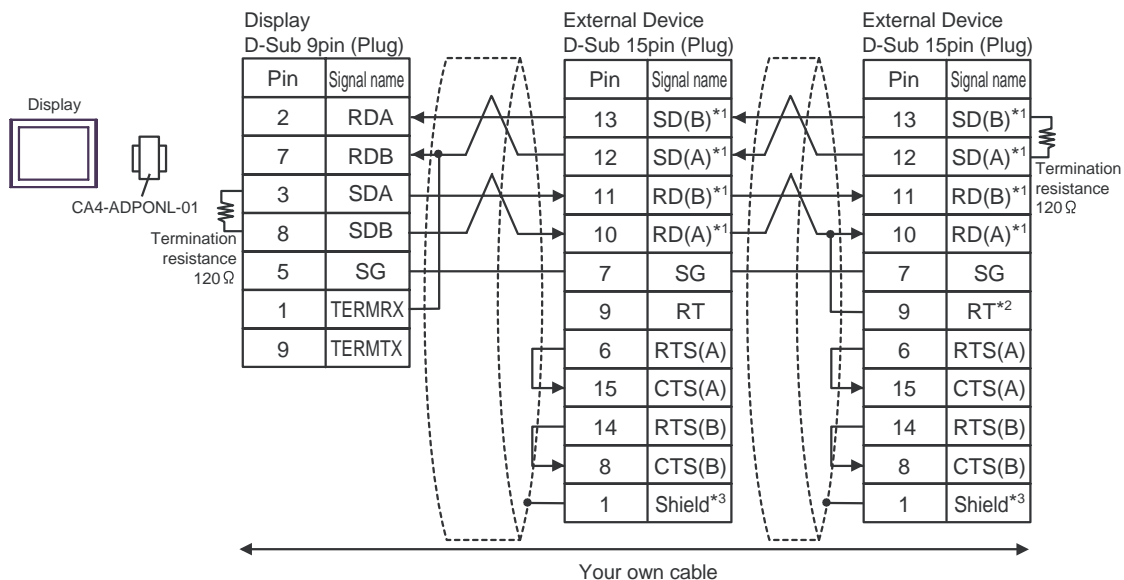 Display
D-Sub 9pin (Plug)
External Device
D-Sub 15pin (Plug)
External Device
D-Sub 15pin (Plug)
Display
CA4-ADPONL-01
Termination
resistance
120Ω
Pin Signal name
2 RDA
7 RDB
3 SDA
8 SDB
5 SG
1 TERMRX
9 TERMTX
Pin Signal name
13 SD(B)*1
12 SD(A)*1
11 RD(B)*1
10 RD(A)*1
7 SG
9 RT
6 RTS(A)
15 CTS(A)
14 RTS(B)
8 CTS(B)
1 Shield*3
Pin Signal name
13 SD(B)*1
12 SD(A)*1
11 RD(B)*1
10 RD(A)*1
7 SG
9 RT*2
6 RTS(A)
15 CTS(A)
14 RTS(B)
8 CTS(B)
1 Shield*3
Termination
resistance
120Ω
Your own cable